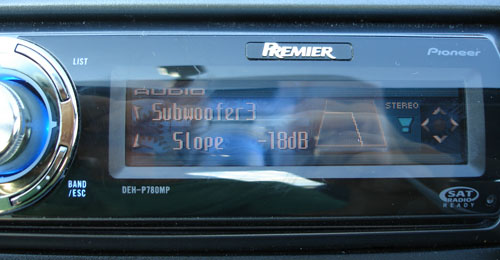 PREMIER
Pioneer
LIST
AUDIO
Subwoofer3
STEREO
Slope -18dB
BAND
/ESC
DEH-P780MP
SAT
RADIO
READY